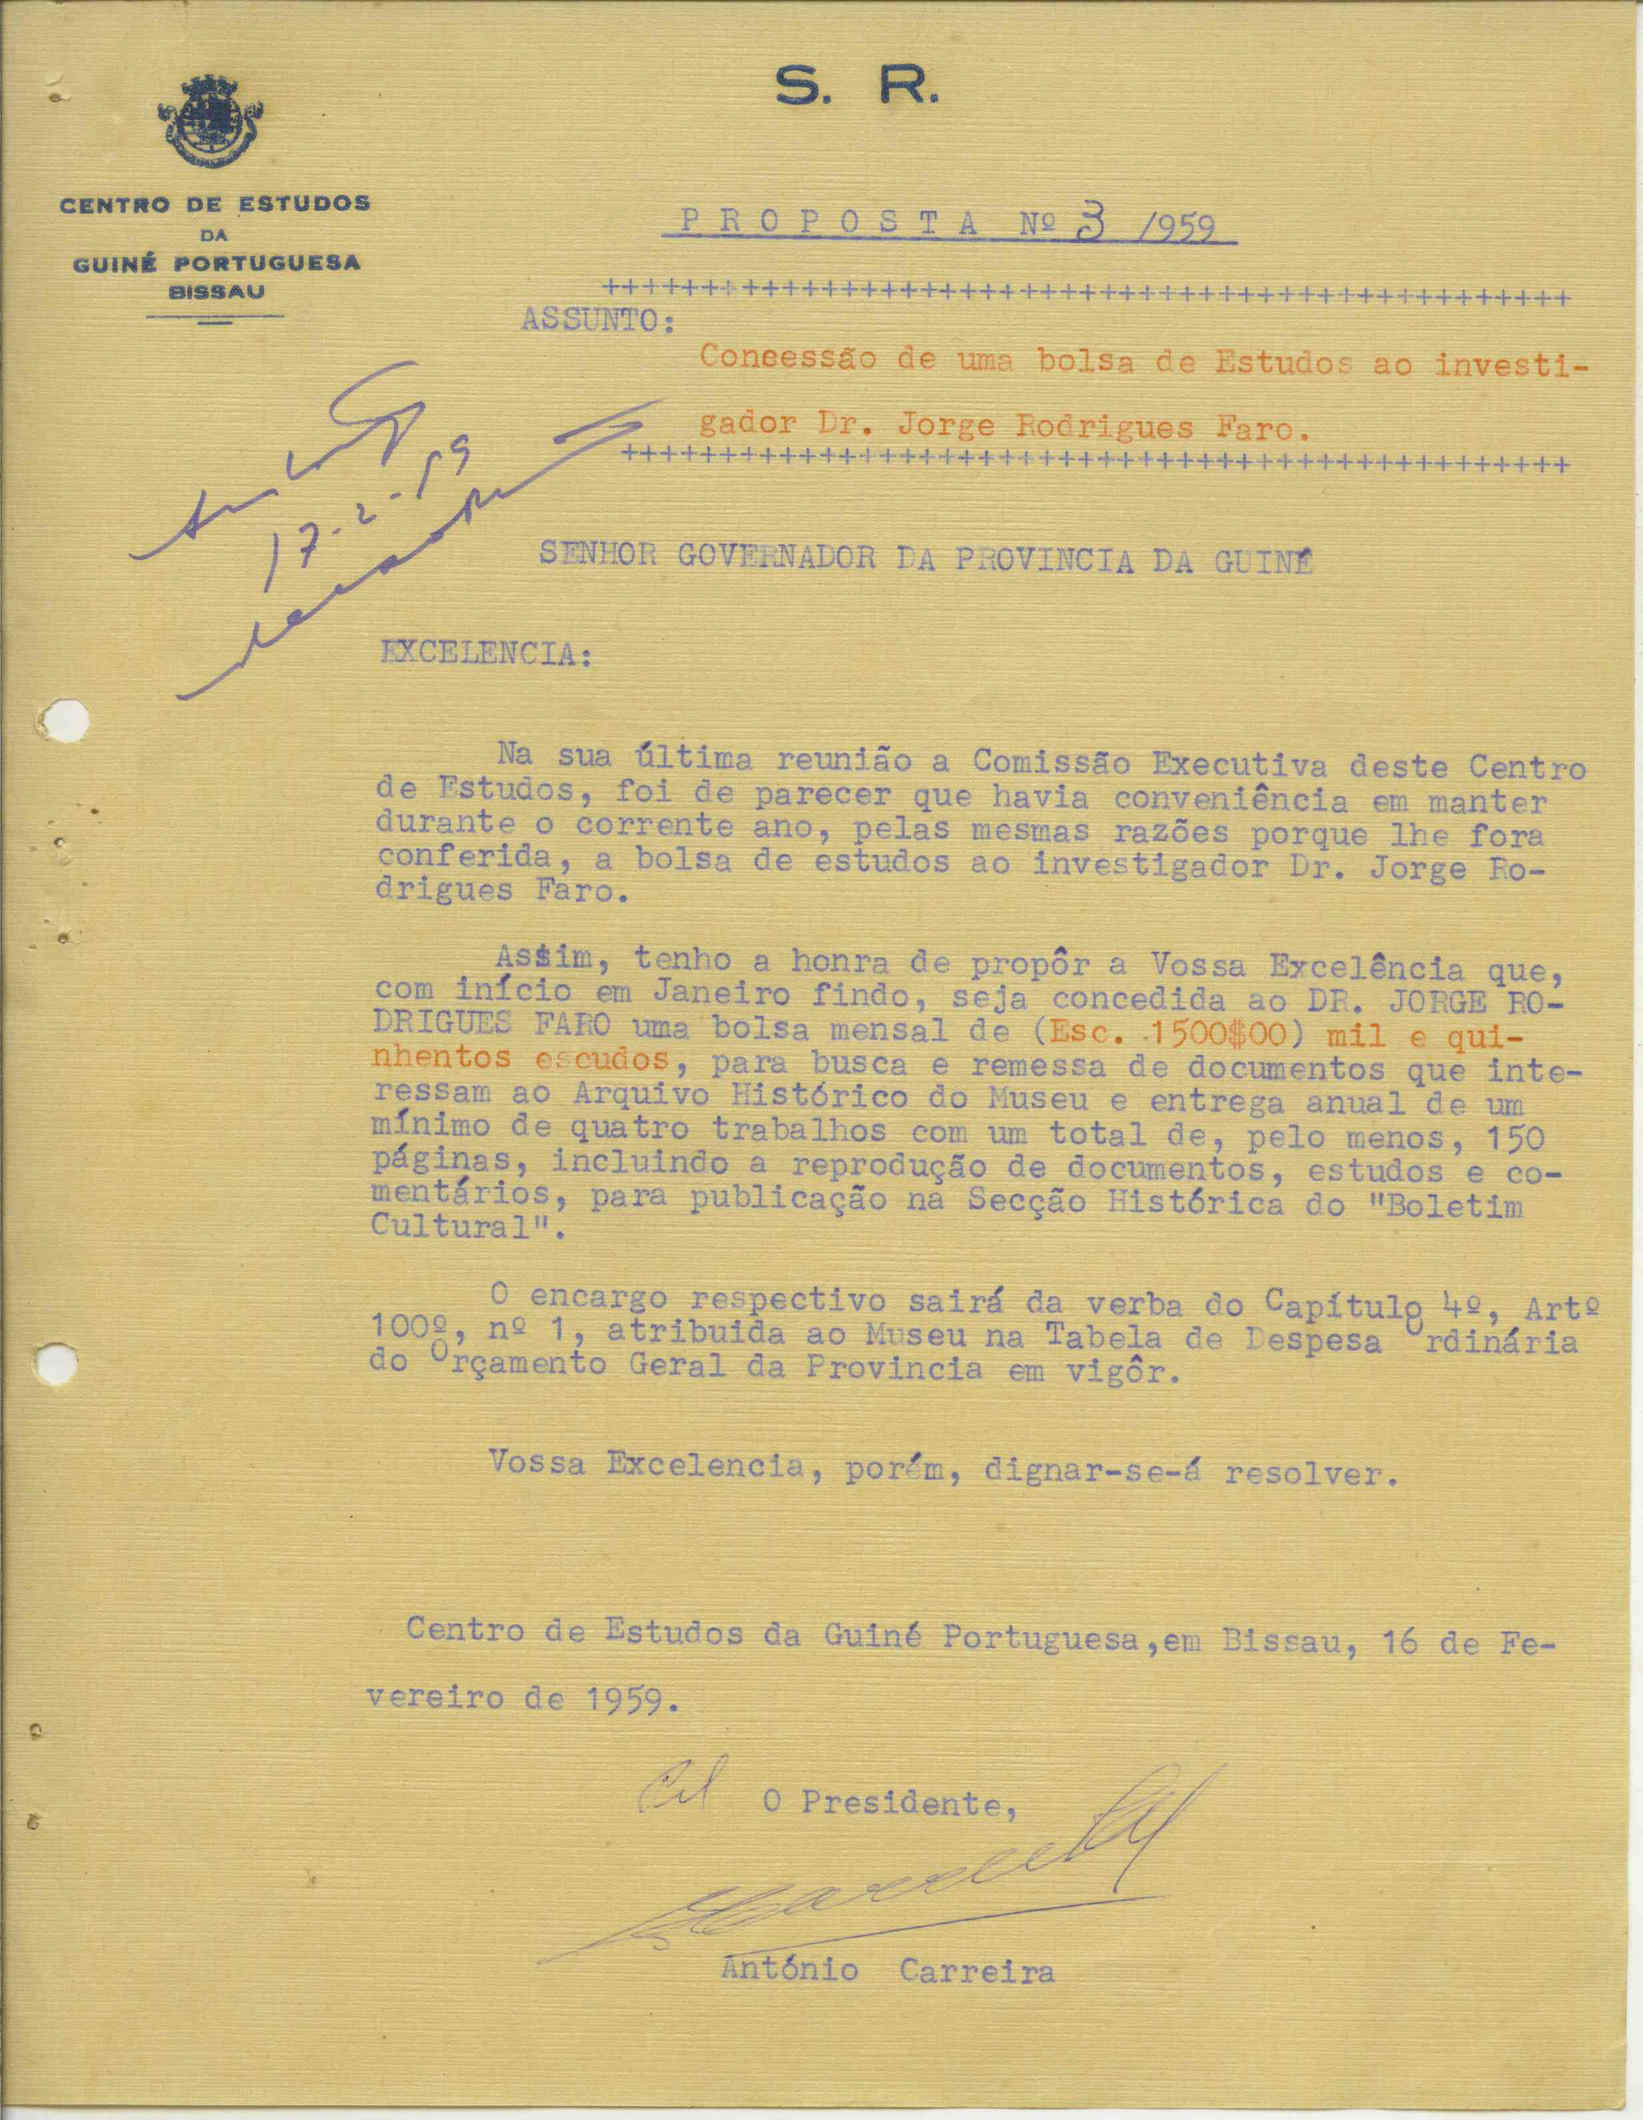 S. R.
CENTRO DE ESTUDOS
DA
GUINÉ PORTUGUESA
BISSAU
PROPOSTA Nº 3 /1959
+++++++++++++++++++++++++++++++++++++++++++++++++
ASSUNTO:
Concessão de uma bolsa de Estudos ao investi-
gador Dr. Jorge Rodrigues Faro.
++++++++++++++++++++++++++++++++++++++++++++++++
17-2-59
SENHOR GOVERNADOR DA PROVINCIA DA GUINÉ
EXCELENCIA:
Na sua última reunião a Comissão Executiva deste Centro
de Estudos, foi de parecer que havia conveniência em manter
durante o corrente ano, pelas mesmas razões porque lhe fora
conferida, a bolsa de estudos ao investigador Dr. Jorge Ro-
drigues Faro.
Assim, tenho a honra de propôr a Vossa Excelência que,
com início em Janeiro findo, seja concedida ao DR. JORGE RO-
DRIGUES FARO uma bolsa mensal de (Esc. 1500$00) mil e qui-
nhentos escudos, para busca e remessa de documentos que inte-
ressam ao Arquivo Histórico do Museu e entrega anual de um
mínimo de quatro trabalhos com um total de, pelo menos, 150
páginas, incluindo a reprodução de documentos, estudos e co-
mentários, para publicação na Secção Histórica do "Boletim
Cultural".
O encargo respectivo sairá da verba do Capítulo 4º, Artº
100º, nº 1, atribuida ao Museu na Tabela de Despesa Ordinária
do Orçamento Geral da Provincia em vigôr.
Vossa Excelencia, porém, dignar-se-á resolver.
Centro de Estudos da Guiné Portuguesa,em Bissau, 16 de Fe-
vereiro de 1959.
O Presidente,
António Carreira